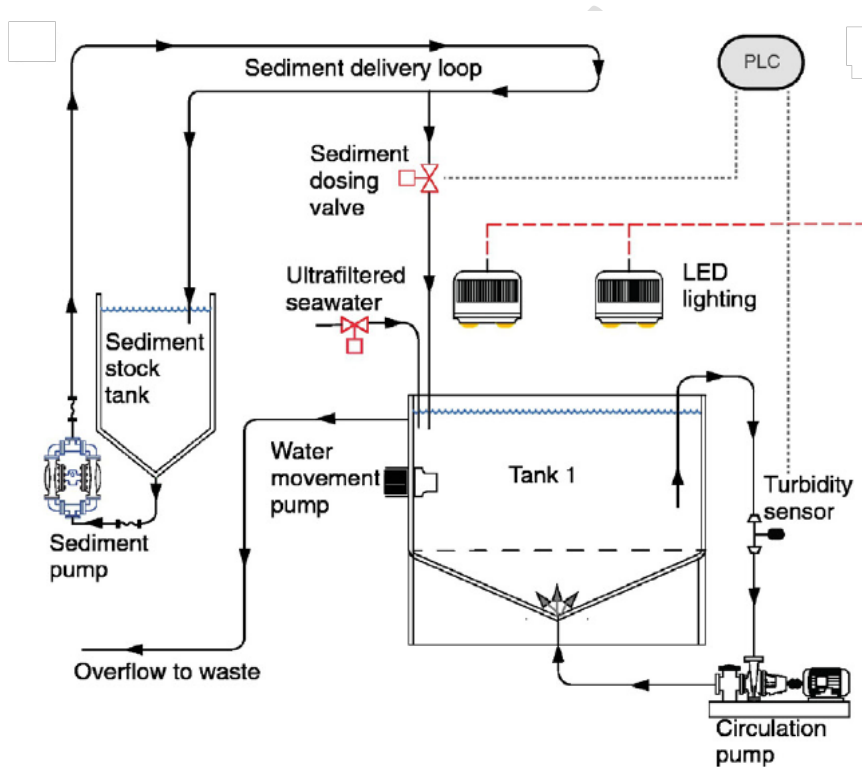 Sediment delivery loop
PLC
Sediment
dosing
valve
Ultrafiltered
seawater
LED
lighting
Sediment
stock
tank
Water
movement
pump
Tank 1
Turbidity
sensor
Sediment
pump
Overflow to waste
Circulation
pump